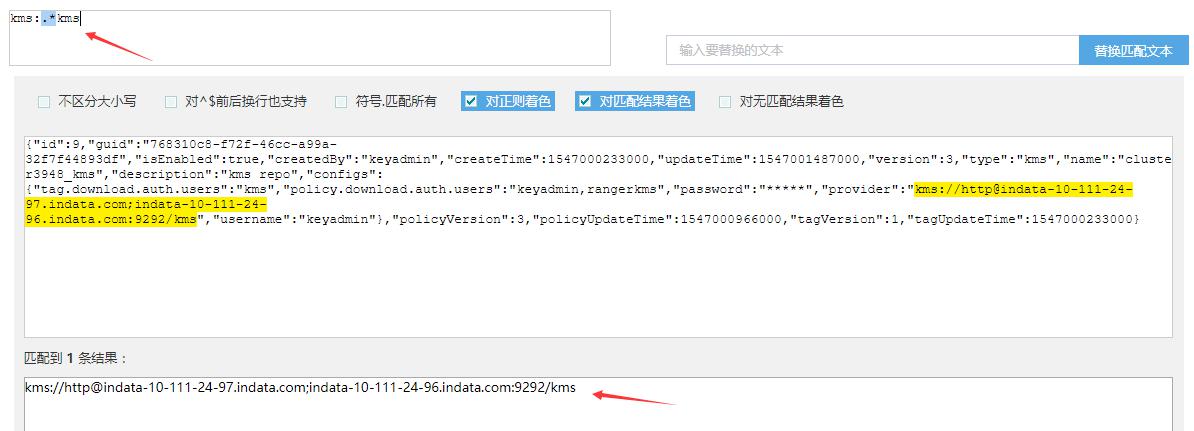 kms:.*kms
输入要替换的文本
替换匹配文本
不区分大小写
对^$前后换行也支持
符号.匹配所有
对正则着色
对匹配结果着色
对无匹配结果着色
{"id":9,"guid":"768310c8-f72f-46cc-a99a-
32f7f44893df","isEnabled":true,"createdBy":"keyadmin","createTime":1547000233000,"updateTime":1547001487000,"version":3,"type":"kms","name":"cluste
r3948_kms","description":"kms repo","configs":
{"tag.download.auth.users":"kms","policy.download.auth.users":"keyadmin,rangerkms","password":"*****","provider":"kms://http@indata-10-111-24-
97.indata.com;indata-10-111-24-
96.indata.com:9292/kms","username":"keyadmin"},"policyVersion":3,"policyUpdateTime":1547000966000,"tagVersion":1,"tagUpdateTime":1547000233000}
匹配到 1 条结果：
kms://http@indata-10-111-24-97.indata.com;indata-10-111-24-96.indata.com:9292/kms